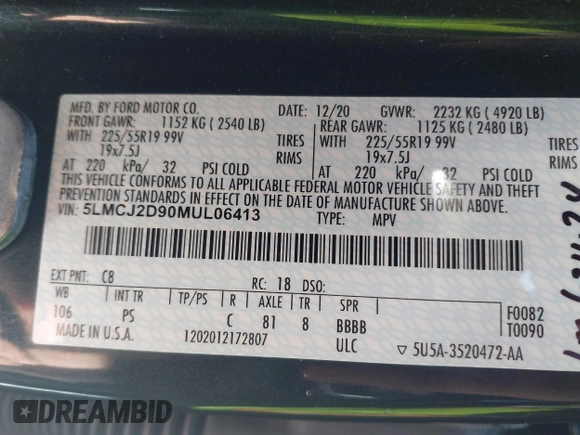 MFD. BY FORD MOTOR CO.
DATE: 12/20 GVWR: 2232 KG ( 4920 LB)
FRONT GAWR: 1152 KG ( 2540 LB) REAR GAWR: 1125 KG ( 2480 LB)
WITH 225/55R19 99V TIRES WITH 225/55R19 99V TIRES
19x7.5J RIMS 19x7.5J RIMS
AT 220 kPa/ 32 PSI COLD AT 220 kPa/ 32 PSI COLD
THIS VEHICLE CONFORMS TO ALL APPLICABLE FEDERAL MOTOR VEHICLE SAFETY AND THEFT
PREVENTION STANDARDS IN EFFECT ON THE DATE OF MANUFACTURE SHOWN ABOVE.
VIN: 5LMCJ2D90MUL06413 TYPE: MPV
EXT PNT: C8 RC: 18 DSO:
WB INT TR TP/PS R AXLE TR SPR F0082
106 PS C 81 8 BBBB T0090
MADE IN U.S.A. 1202012172807 ULC ▽ 5U5A-3520472-AA
DREAMBID